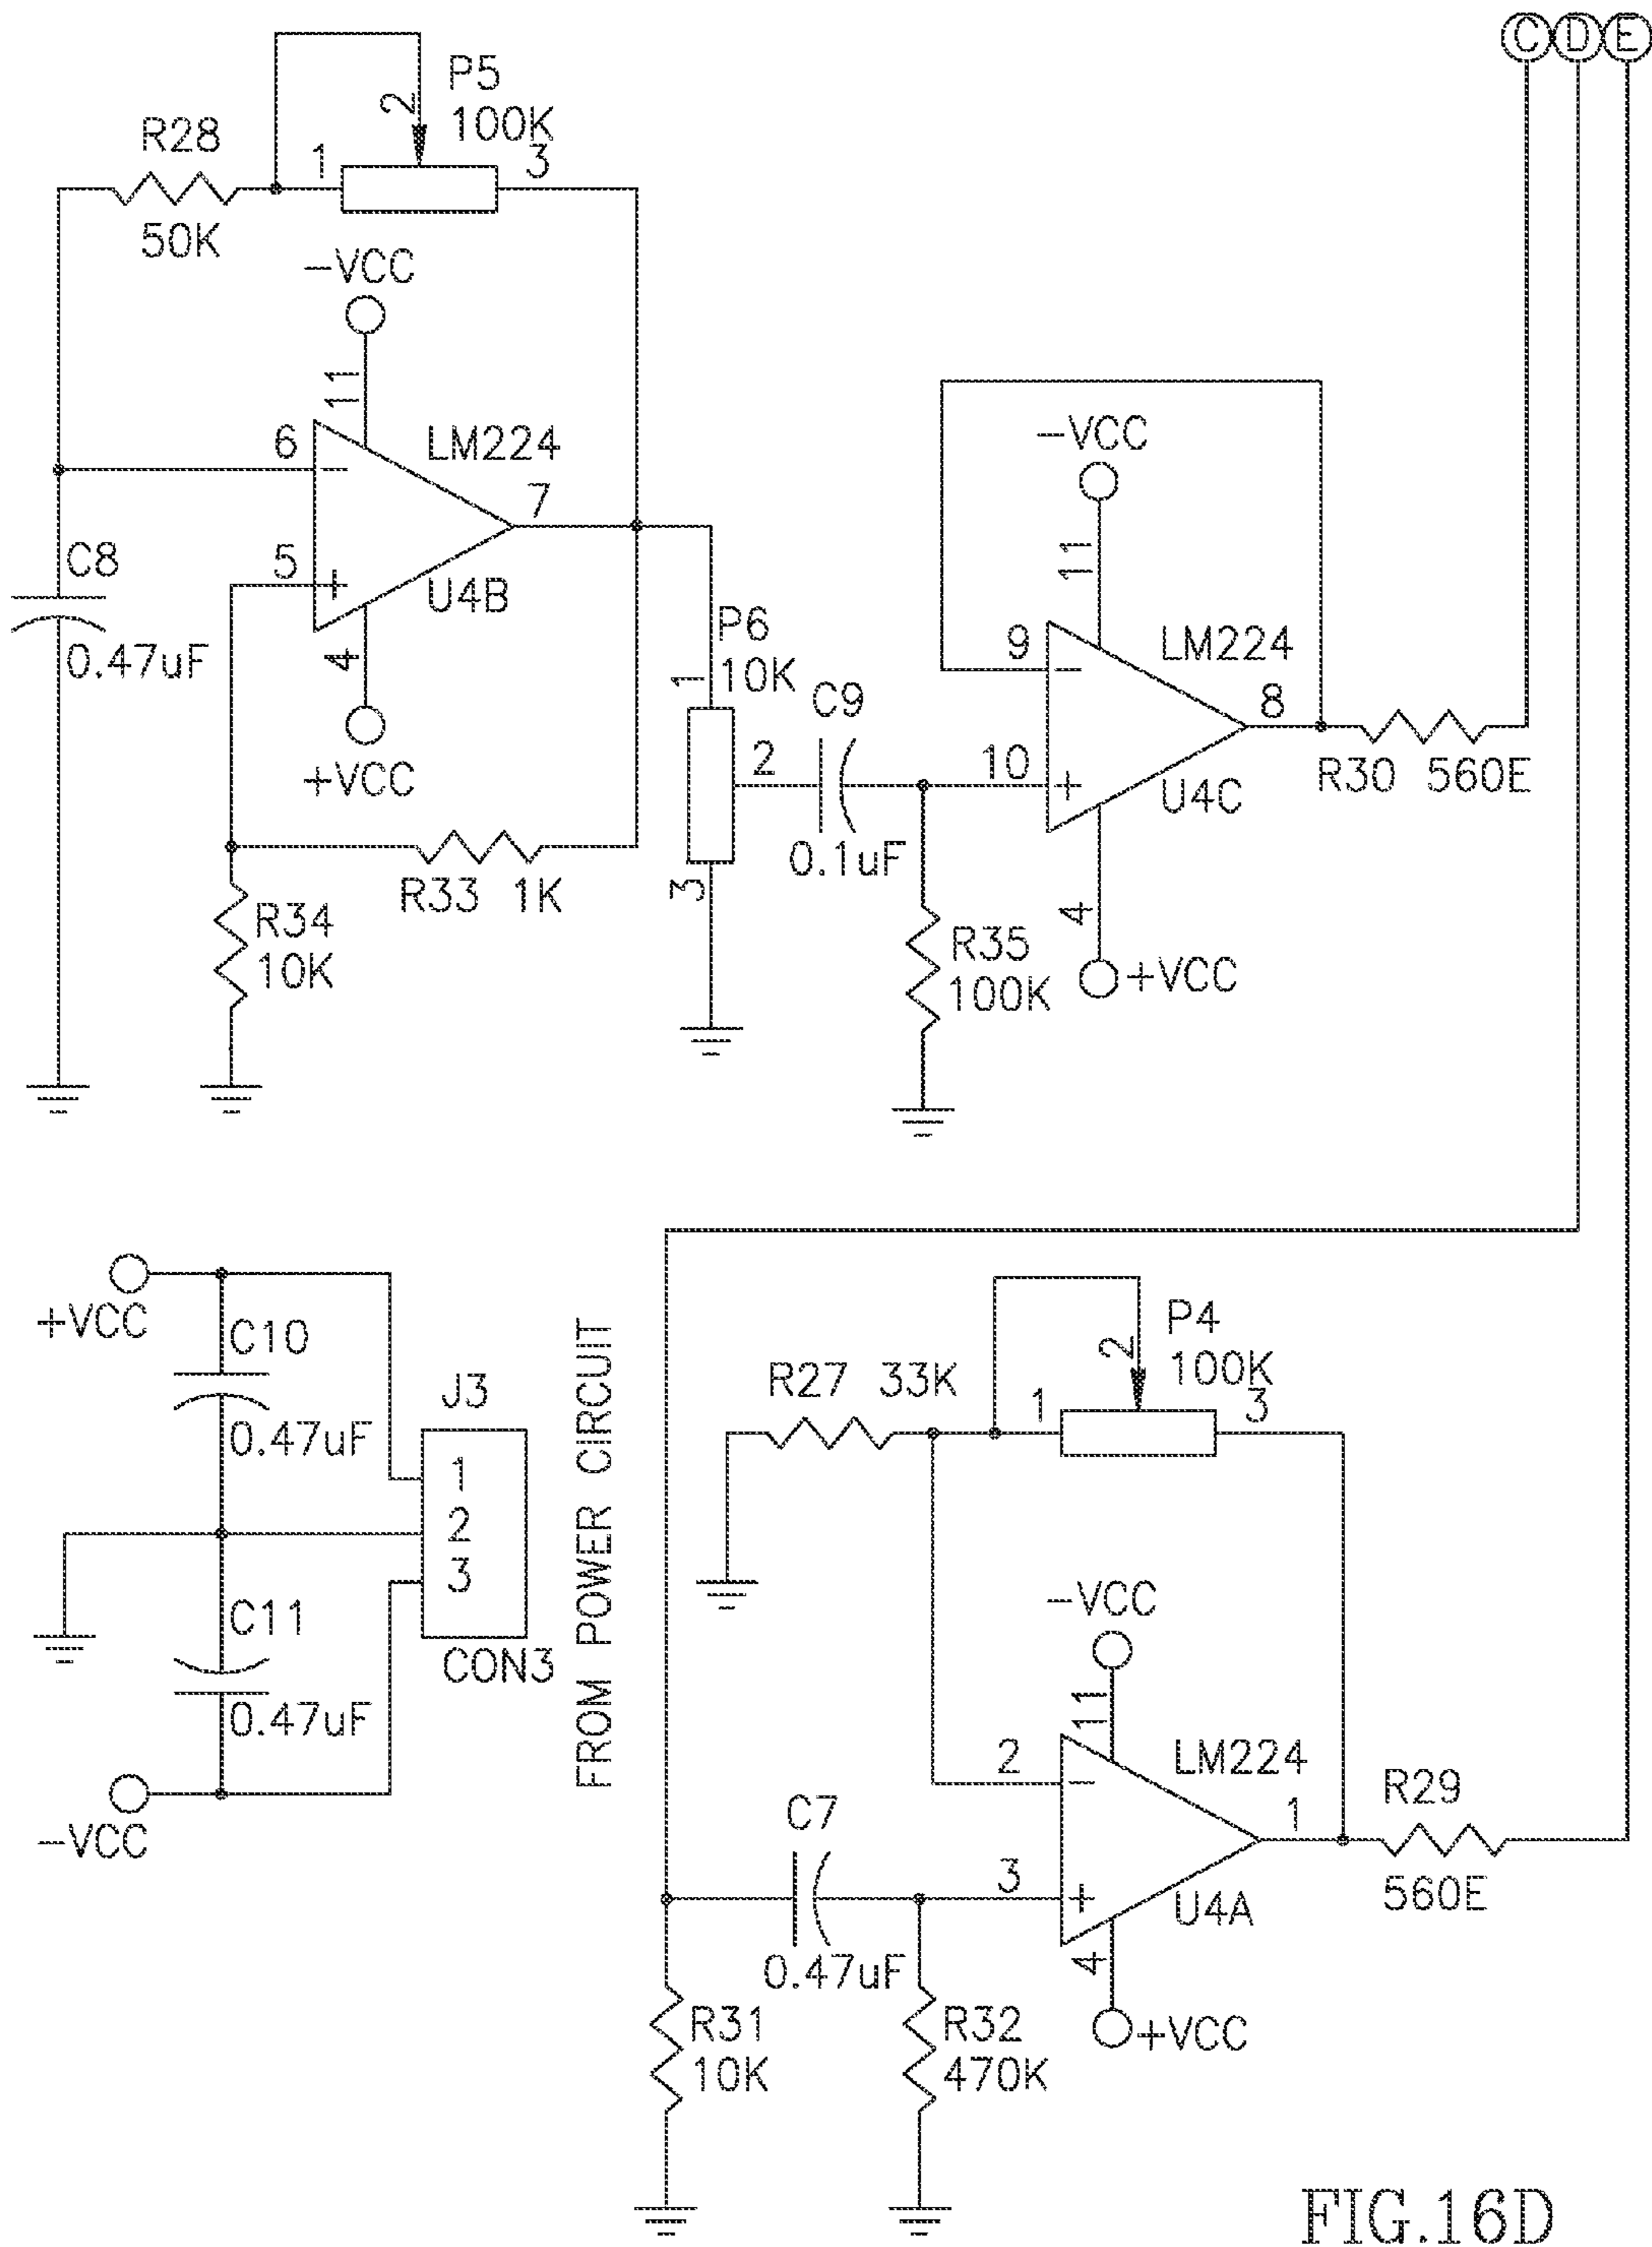 C D E
P5
100K
2
R28
1
3
50K
-VCC
11
6
-
LM224
7
5
+
U4B
C8
0.47uF
4
+VCC
P6
10K
1
2
3
C9
0.1uF
R33 1K
R34
10K
-VCC
11
9
-
LM224
8
10
+
U4C
R30 560E
4
+VCC
R35
100K
+VCC
C10
0.47uF
J3
1
2
3
CON3
C11
0.47uF
-VCC
FROM POWER CIRCUIT
P4
100K
2
R27 33K
1
3
-VCC
11
2
-
LM224
1
R29
560E
C7
3
+
U4A
0.47uF
4
+VCC
R31
10K
R32
470K
FIG.16D